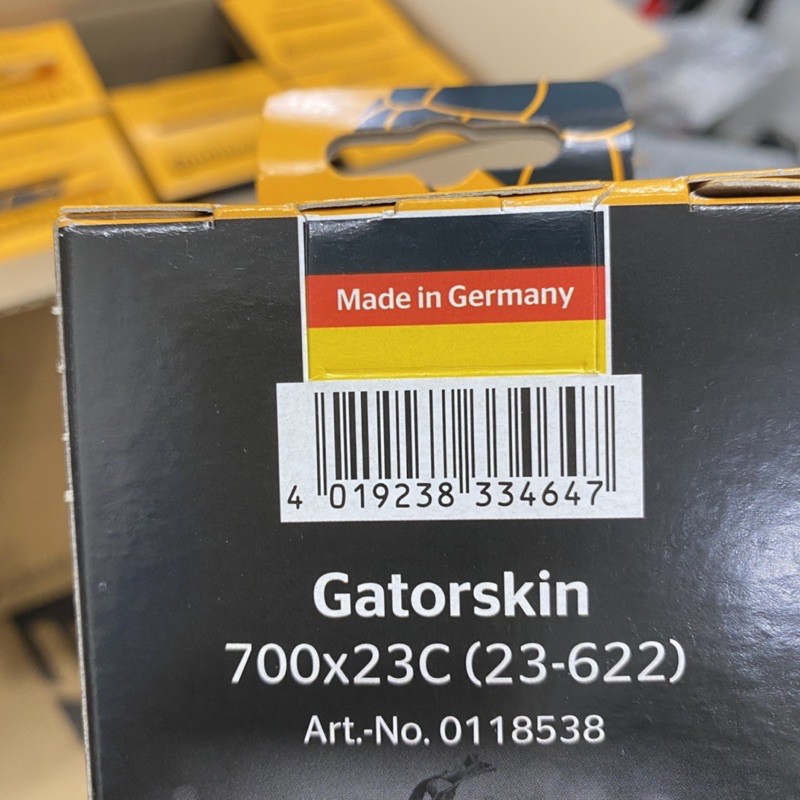 Made in Germany
4 019238 334647
Gatorskin
700x23C (23-622)
Art.-No. 0118538